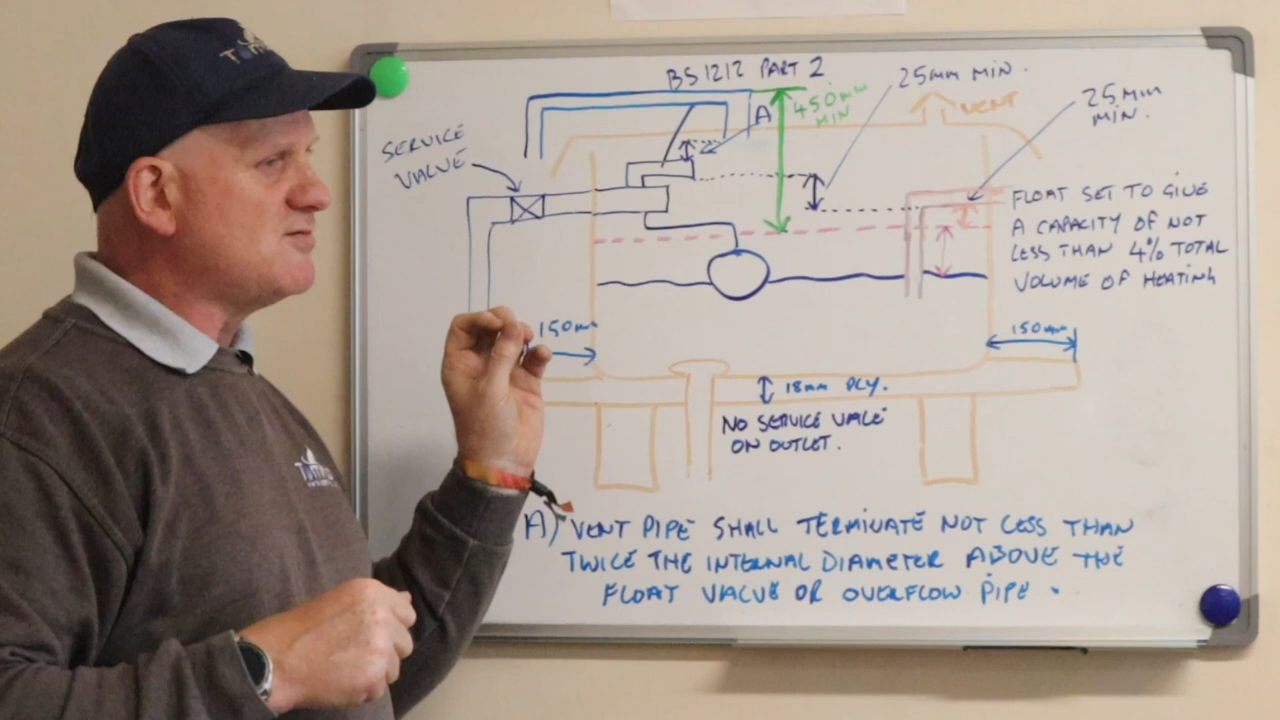 BS1212 PART 2
25mm MIN.
450mm
MIN
A
VENT
25mm
MIN.
SERVICE
VALVE
FLOAT SET TO GIVE
A CAPACITY OF NOT
LESS THAN 4% TOTAL
VOLUME OF HEATING
150mm
150mm
18mm PLY.
NO SERVICE VALVE
ON OUTLET.
A) VENT PIPE SHALL TERMINATE NOT LESS THAN
TWICE THE INTERNAL DIAMETER ABOVE THE
FLOAT VALVE OR OVERFLOW PIPE.